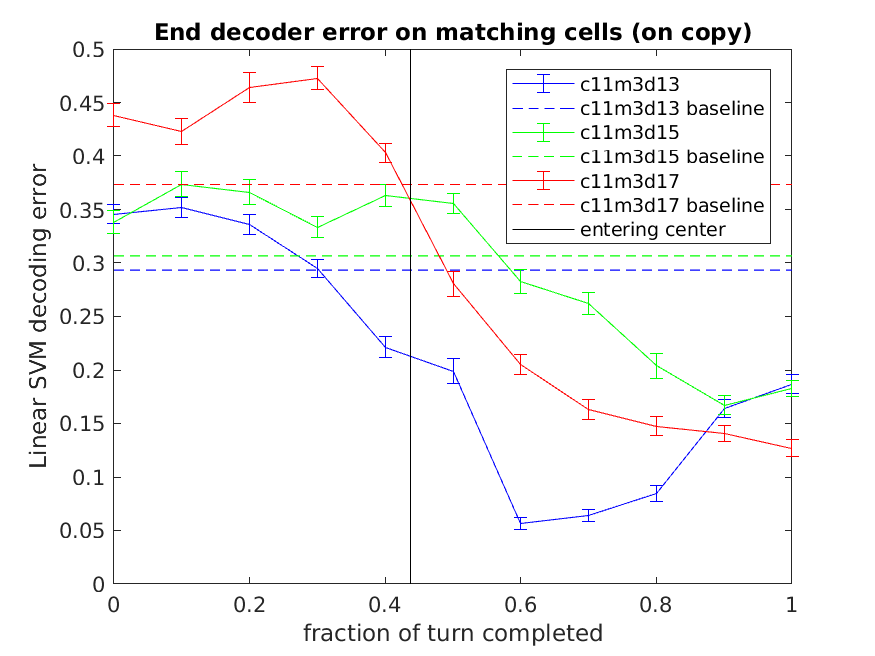 End decoder error on matching cells (on copy)
0.5
0.45
0.4
0.35
0.3
0.25
0.2
0.15
0.1
0.05
0
Linear SVM decoding error
c11m3d13
c11m3d13 baseline
c11m3d15
c11m3d15 baseline
c11m3d17
c11m3d17 baseline
entering center
0 0.2 0.4 0.6 0.8 1
fraction of turn completed